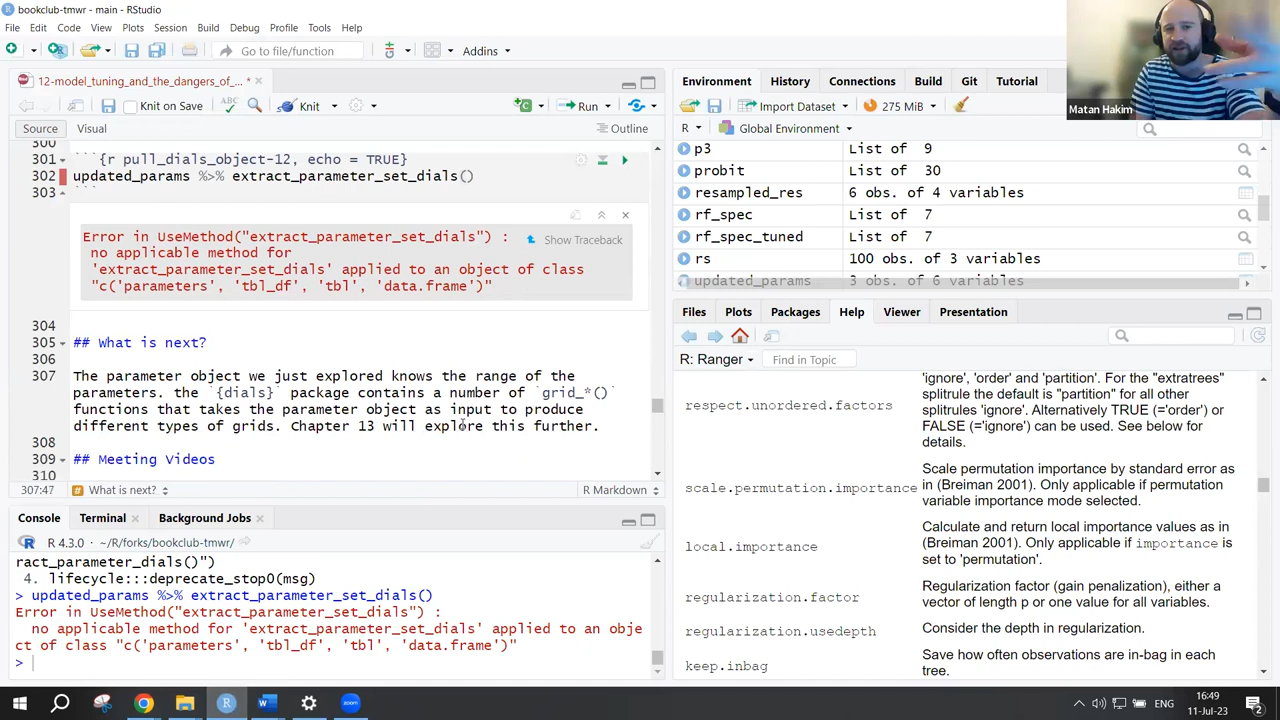 bookclub-tmwr - main - RStudio
File Edit Code View Plots Session Build Debug Profile Tools Help
Go to file/function
Addins
12-model_tuning_and_the_dangers_of_... *
Knit on Save
Knit
Run
Source Visual
Outline
300
301 ```{r pull_dials_object-12, echo = TRUE}
302 updated_params %>% extract_parameter_set_dials()
303 ```
Error in UseMethod("extract_parameter_set_dials") :
Show Traceback
no applicable method for
'extract_parameter_set_dials' applied to an object of class
"c('parameters', 'tbl_df', 'tbl', 'data.frame')"
304
305 ## What is next?
306
307 The parameter object we just explored knows the range of the
parameters. the `{dials}` package contains a number of `grid_*()`
functions that takes the parameter object as input to produce
different types of grids. Chapter 13 will explore this further.
308
309 ## Meeting Videos
310
307:47
What is next?
R Markdown
Console Terminal Background Jobs
R 4.3.0 · ~/R/forks/bookclub-tmwr/
ract_parameter_dials()")
4. lifecycle:::deprecate_stop0(msg)
> updated_params %>% extract_parameter_set_dials()
Error in UseMethod("extract_parameter_set_dials") :
no applicable method for 'extract_parameter_set_dials' applied to an obje
ct of class "c('parameters', 'tbl_df', 'tbl', 'data.frame')"
>
Environment History Connections Build Git Tutorial
Import Dataset
275 MiB
R
Global Environment
p3 List of 9
probit List of 30
resampled_res 6 obs. of 4 variables
rf_spec List of 7
rf_spec_tuned List of 7
rs 100 obs. of 3 variables
updated_params 3 obs. of 6 variables
Files Plots Packages Help Viewer Presentation
R: Ranger
Find in Topic
'ignore', 'order' and 'partition'. For the "extratrees"
splitrule the default is "partition" for all other
splitrules 'ignore'. Alternatively TRUE (='order') or
FALSE (='ignore') can be used. See below for
details.
respect.unordered.factors
scale.permutation.importance
Scale permutation importance by standard error as
in (Breiman 2001). Only applicable if permutation
variable importance mode selected.
local.importance
Calculate and return local importance values as in
(Breiman 2001). Only applicable if importance is
set to 'permutation'.
regularization.factor
Regularization factor (gain penalization), either a
vector of length p or one value for all variables.
regularization.usedepth
Consider the depth in regularization.
keep.inbag
Save how often observations are in-bag in each
tree.
Matan Hakim
ENG
16:49
11-Jul-23
2